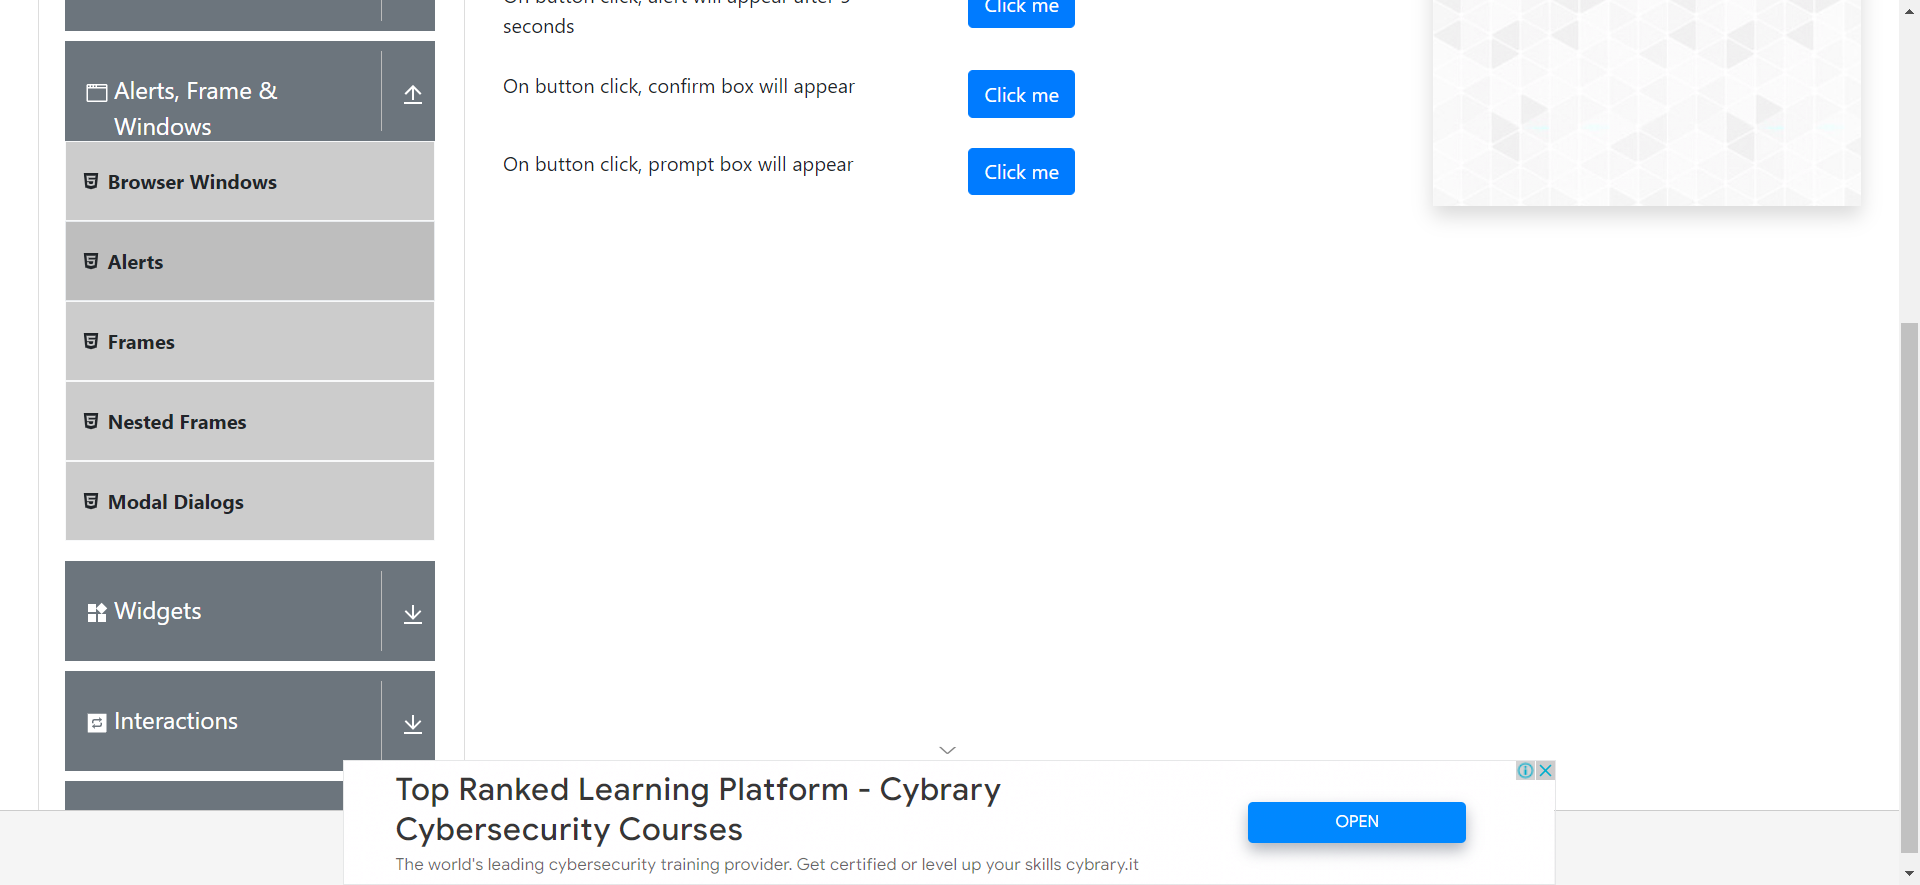 On button click, alert will appear after 5
seconds
Click me
Alerts, Frame &
Windows
On button click, confirm box will appear
Click me
On button click, prompt box will appear
Click me
Browser Windows
Alerts
Frames
Nested Frames
Modal Dialogs
Widgets
Interactions
Top Ranked Learning Platform - Cybrary
Cybersecurity Courses
The world's leading cybersecurity training provider. Get certified or level up your skills cybrary.it
OPEN